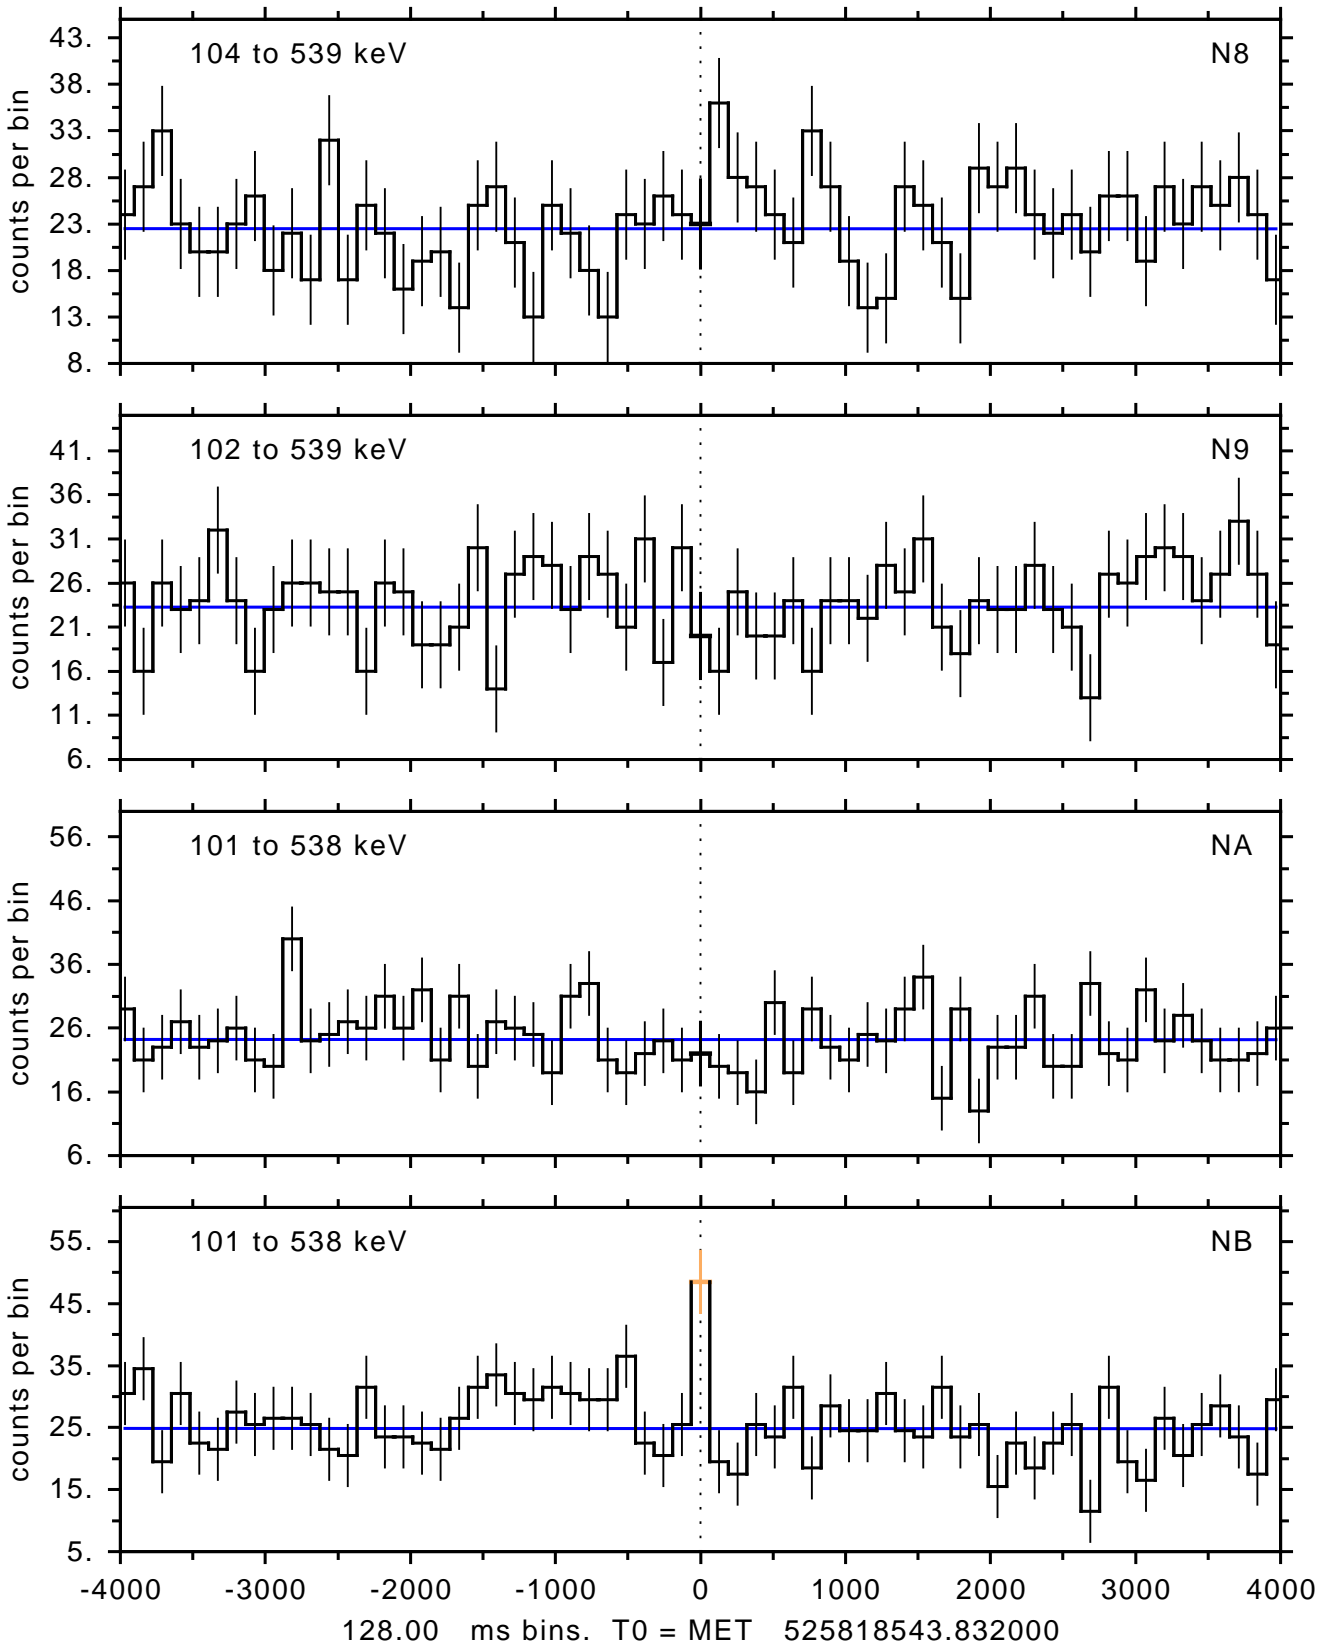 104 to 539 keV N8
counts per bin
43.
38.
33.
28.
23.
18.
13.
8.
102 to 539 keV N9
counts per bin
41.
36.
31.
26.
21.
16.
11.
6.
101 to 538 keV NA
counts per bin
56.
46.
36.
26.
16.
6.
101 to 538 keV NB
counts per bin
55.
45.
35.
25.
15.
5.
-4000 -3000 -2000 -1000 0 1000 2000 3000 4000
128.00 ms bins. T0 = MET 525818543.832000